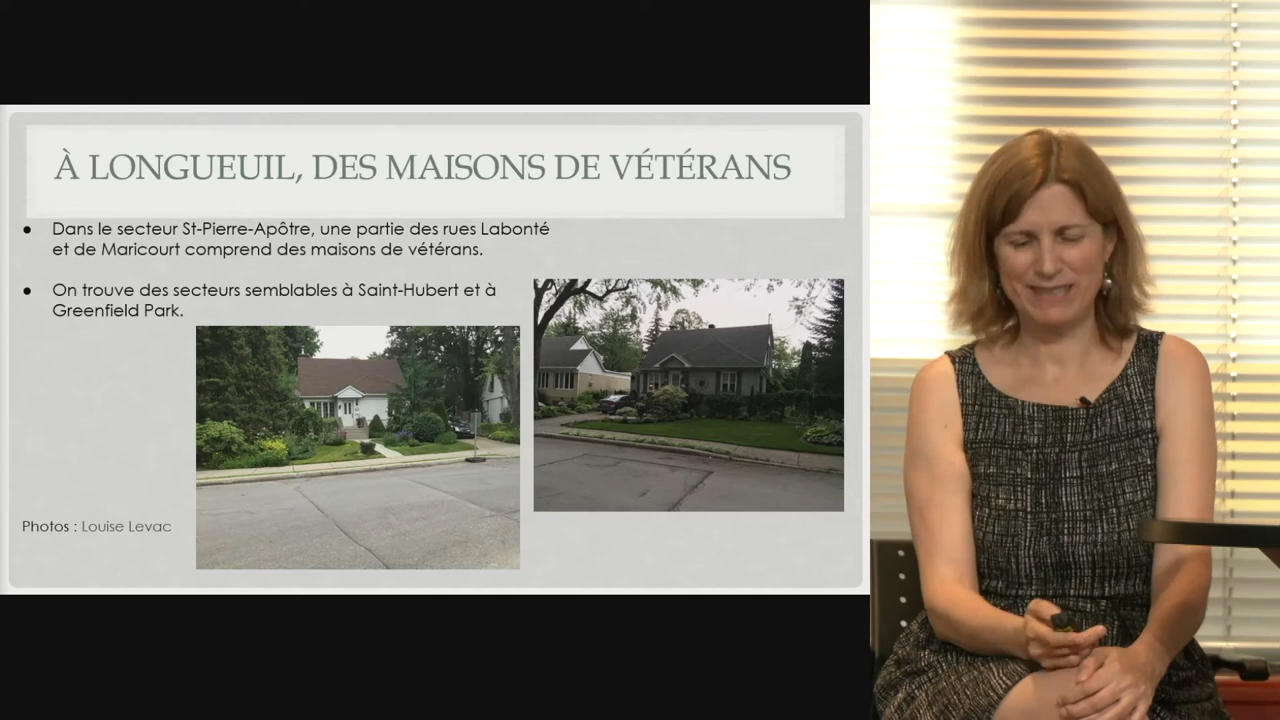 À LONGUEUIL, DES MAISONS DE VÉTÉRANS
● Dans le secteur St-Pierre-Apôtre, une partie des rues Labonté
et de Maricourt comprend des maisons de vétérans.
● On trouve des secteurs semblables à Saint-Hubert et à
Greenfield Park.
Photos : Louise Levac